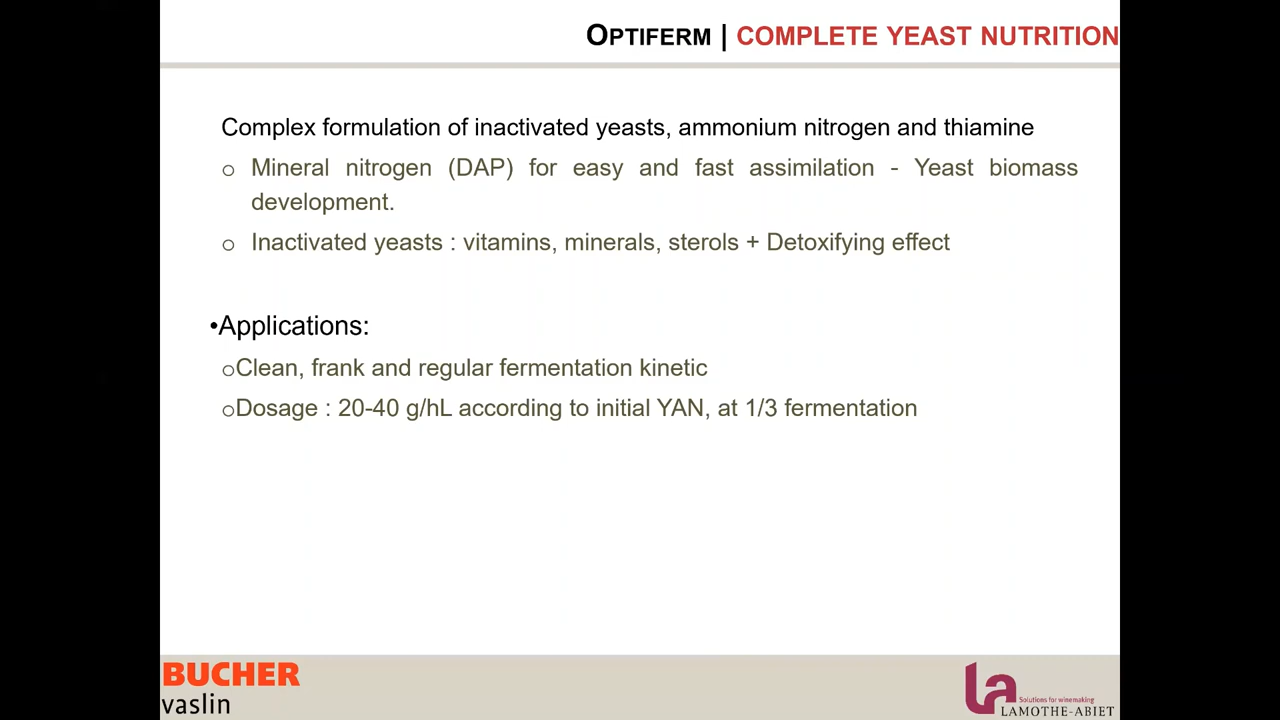 OPTIFERM | COMPLETE YEAST NUTRITION
Complex formulation of inactivated yeasts, ammonium nitrogen and thiamine
o Mineral nitrogen (DAP) for easy and fast assimilation - Yeast biomass
development.
o Inactivated yeasts : vitamins, minerals, sterols + Detoxifying effect
•Applications:
oClean, frank and regular fermentation kinetic
oDosage : 20-40 g/hL according to initial YAN, at 1/3 fermentation
BUCHER
vaslin
La
Solutions for winemaking
LAMOTHE-ABIET